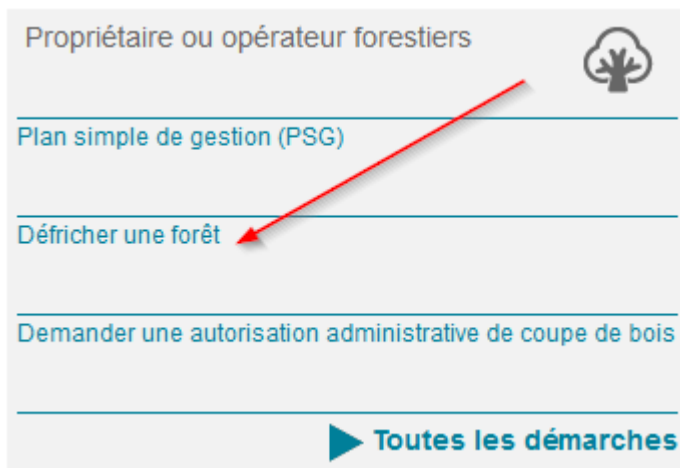 Propriétaire ou opérateur forestiers
Plan simple de gestion (PSG)
Défricher une forêt
Demander une autorisation administrative de coupe de bois
Toutes les démarches